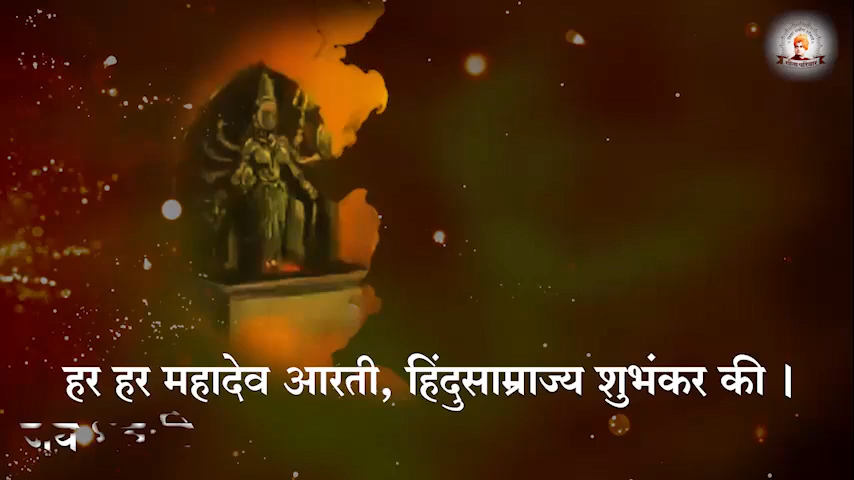 हर हर महादेव आरती, हिंदुसाम्राज्य शुभंकर की ।